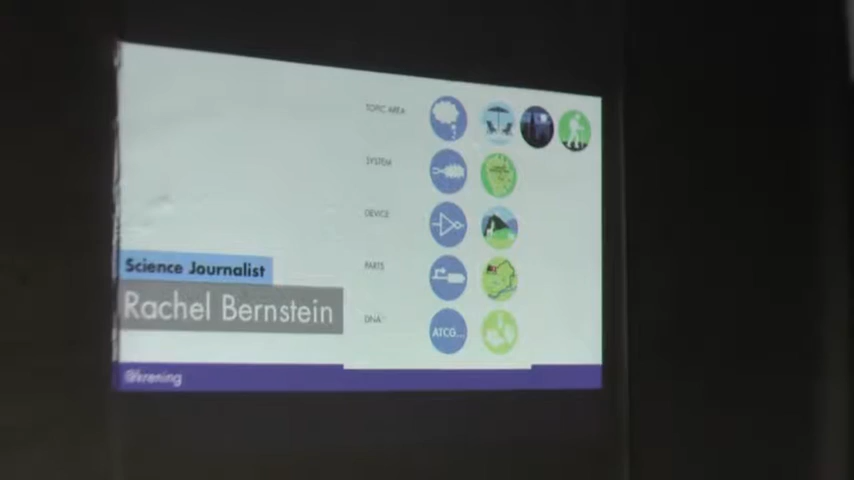 TOPIC AREA
SYSTEM
DEVICE
PARTS
DNA
ATCG...
Science Journalist
Rachel Bernstein
@krening